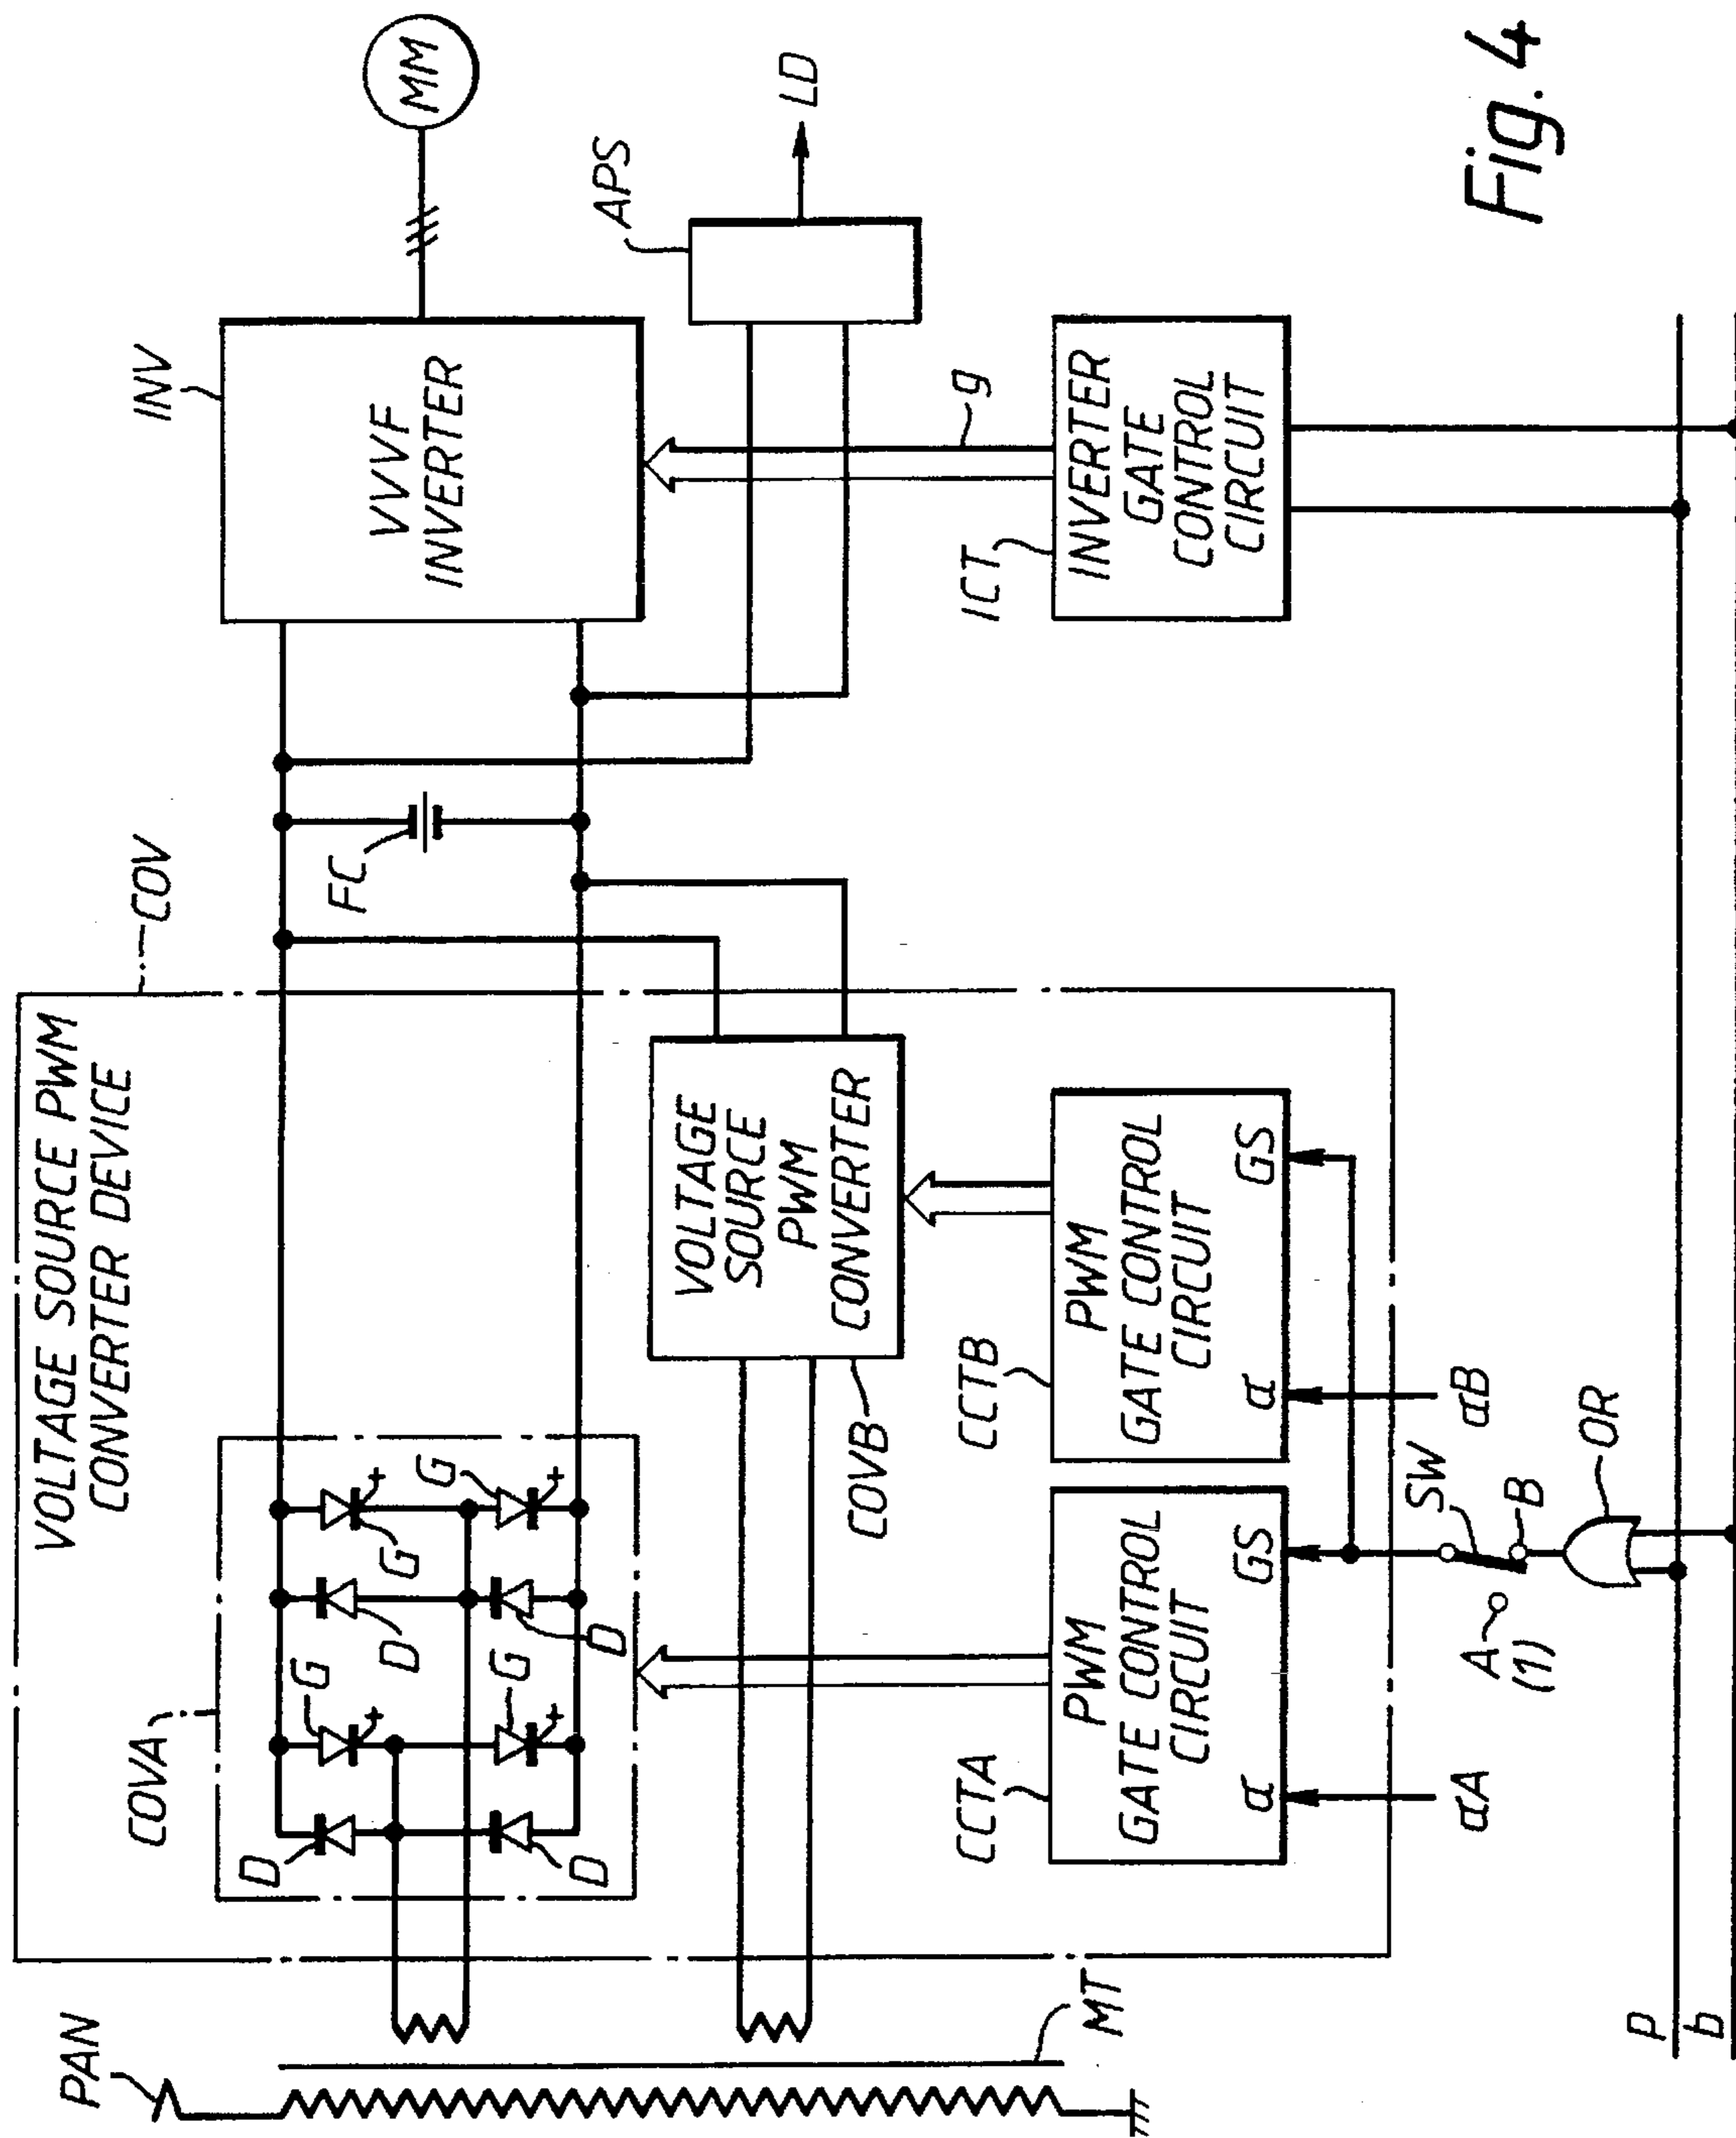 PAN
MT
VOLTAGE SOURCE PWM
CONVERTER DEVICE
COV
COVA
D
G
D
G
D
G
D
G
FC
INV
VVVF
INVERTER
MM
APS
LD
VOLTAGE
SOURCE
PWM
CONVERTER
COVB
CCTA
PWM
GATE CONTROL
CIRCUIT
α
GS
CCTB
PWM
GATE CONTROL
CIRCUIT
α
GS
ICT
INVERTER
GATE
CONTROL
CIRCUIT
g
αA
αB
A
(1)
SW
B
OR
p
b
Fig. 4